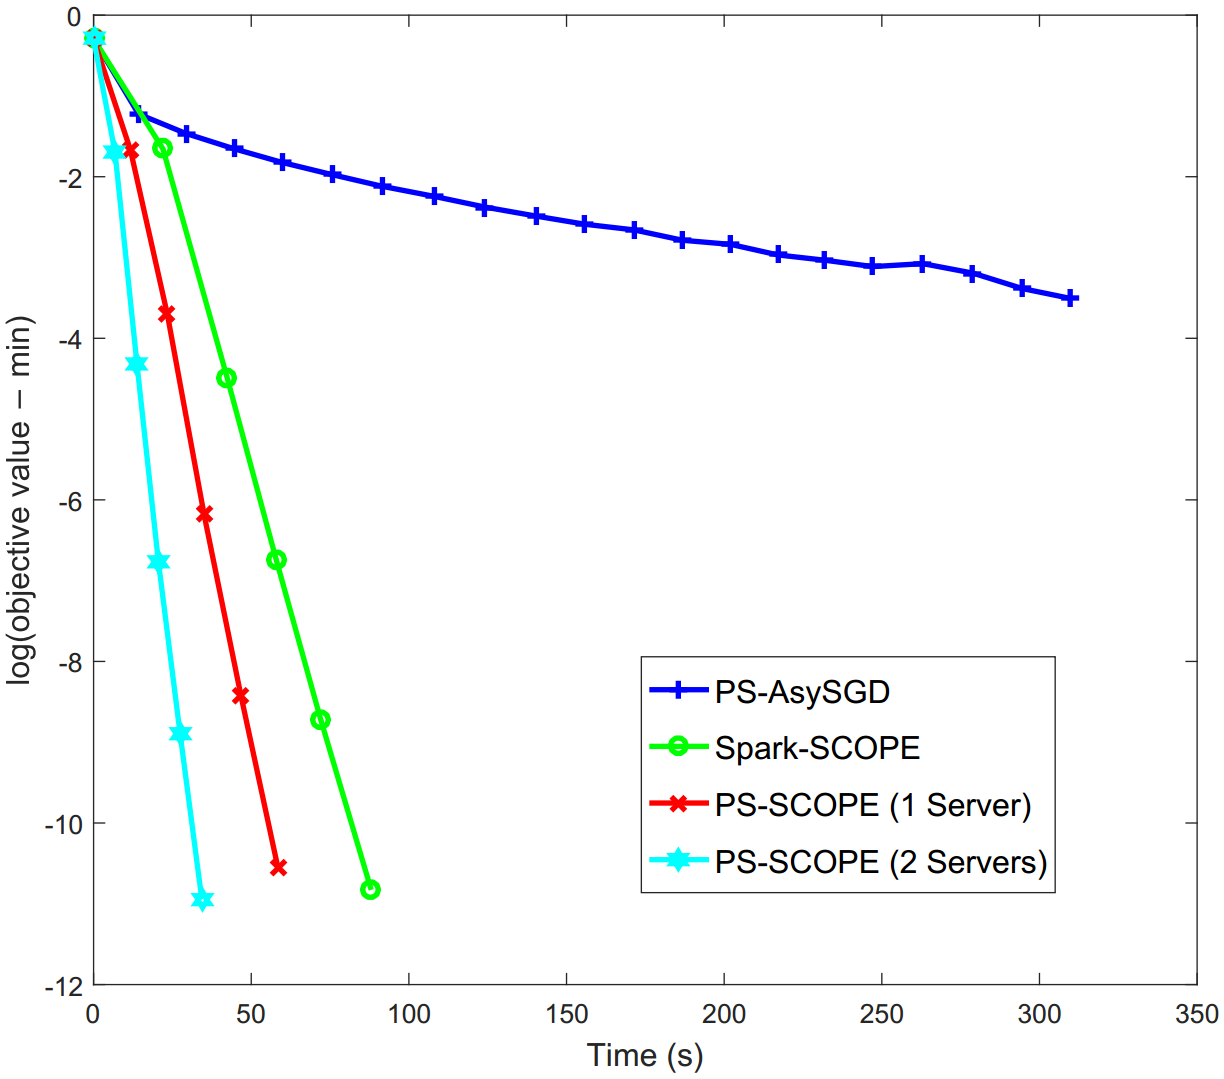 0
-2
-4
-6
-8
-10
-12
0 50 100 150 200 250 300 350
log(objective value − min)
Time (s)
PS-AsySGD
Spark-SCOPE
PS-SCOPE (1 Server)
PS-SCOPE (2 Servers)